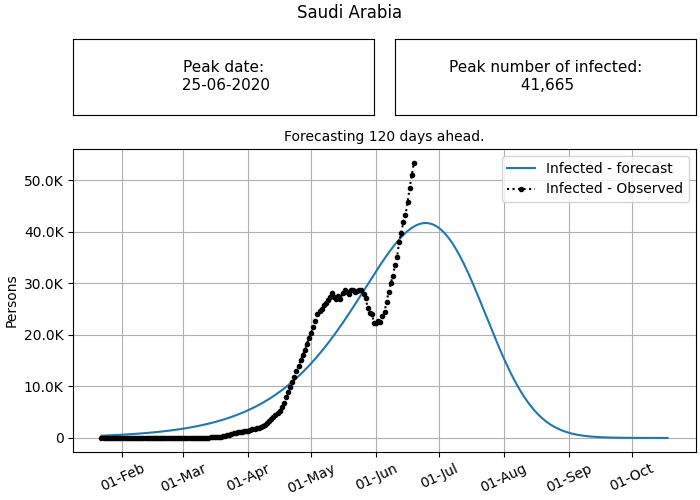 Saudi Arabia
Peak date:
25-06-2020
Peak number of infected:
41,665
Forecasting 120 days ahead.
Infected - forecast
Infected - Observed
Persons
50.0K
40.0K
30.0K
20.0K
10.0K
0
01-Feb
01-Mar
01-Apr
01-May
01-Jun
01-Jul
01-Aug
01-Sep
01-Oct